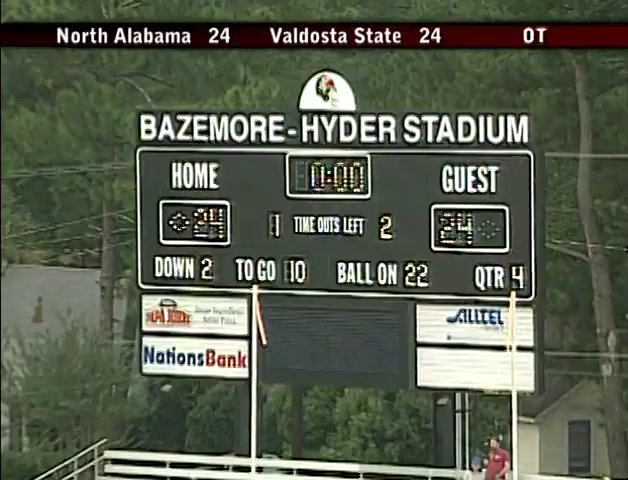 North Alabama 24 Valdosta State 24 OT
BAZEMORE-HYDER STADIUM
HOME 0:00 GUEST
24 1 TIME OUTS LEFT 2 24
DOWN 2 TO GO 10 BALL ON 22 QTR 4
ALLTEL
NationsBank